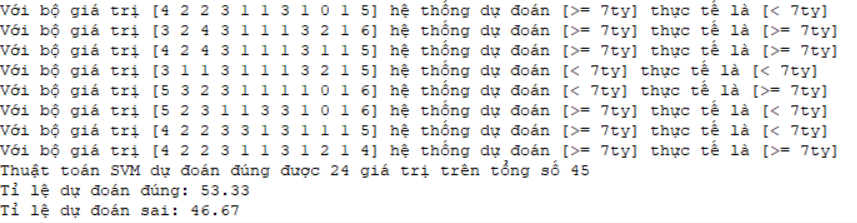 Với bộ giá trị [4 2 2 3 1 1 3 1 0 1 5] hệ thống dự đoán [>= 7ty] thực tế là [< 7ty]
Với bộ giá trị [3 2 4 3 1 1 1 3 2 1 6] hệ thống dự đoán [>= 7ty] thực tế là [>= 7ty]
Với bộ giá trị [4 2 4 3 1 1 1 3 1 1 5] hệ thống dự đoán [>= 7ty] thực tế là [>= 7ty]
Với bộ giá trị [3 1 1 3 1 1 1 3 2 1 5] hệ thống dự đoán [< 7ty] thực tế là [< 7ty]
Với bộ giá trị [5 3 2 3 1 1 1 1 0 1 6] hệ thống dự đoán [< 7ty] thực tế là [>= 7ty]
Với bộ giá trị [5 2 3 1 1 3 3 1 0 1 6] hệ thống dự đoán [>= 7ty] thực tế là [< 7ty]
Với bộ giá trị [4 2 2 3 3 1 3 1 1 1 5] hệ thống dự đoán [>= 7ty] thực tế là [< 7ty]
Với bộ giá trị [4 2 2 3 1 1 3 1 2 1 4] hệ thống dự đoán [>= 7ty] thực tế là [>= 7ty]
Thuật toán SVM dự đoán đúng được 24 giá trị trên tổng số 45
Tỉ lệ dự đoán đúng: 53.33
Tỉ lệ dự đoán sai: 46.67